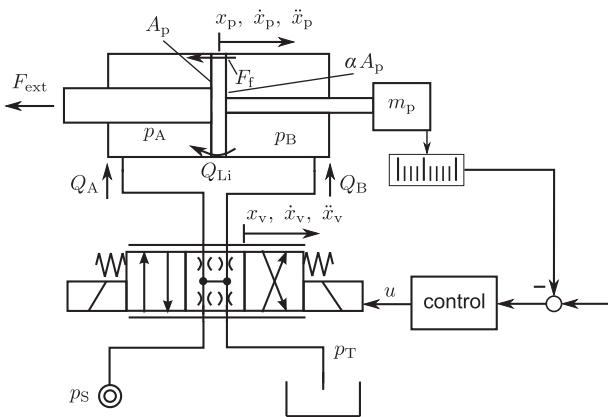 x_p, ẋ_p, ẍ_p
A_p
F_ext
F_f
αA_p
m_p
p_A
p_B
Q_Li
Q_A
Q_B
x_v, ẋ_v, ẍ_v
u
control
−
p_T
p_S